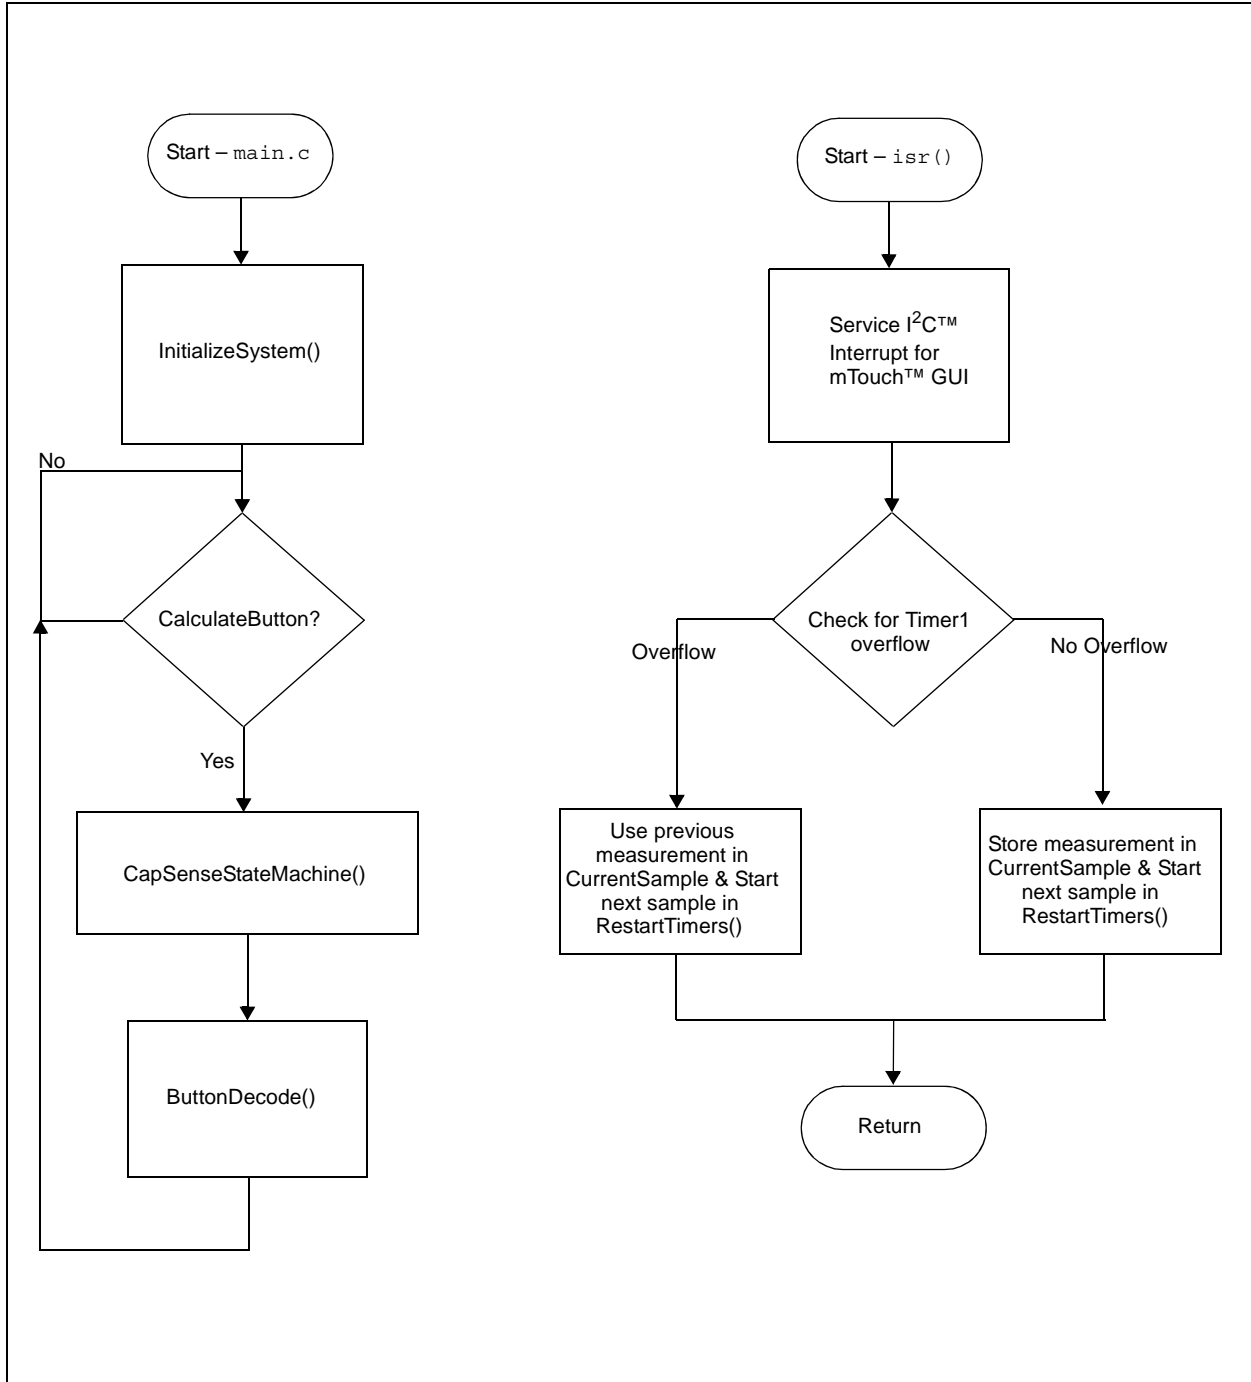 Start – main.c
InitializeSystem()
No
CalculateButton?
Yes
CapSenseStateMachine()
ButtonDecode()
Start – isr()
Service I²C™
Interrupt for
mTouch™ GUI
Check for Timer1
overflow
Overflow
No Overflow
Use previous
measurement in
CurrentSample & Start
next sample in
RestartTimers()
Store measurement in
CurrentSample & Start
next sample in
RestartTimers()
Return